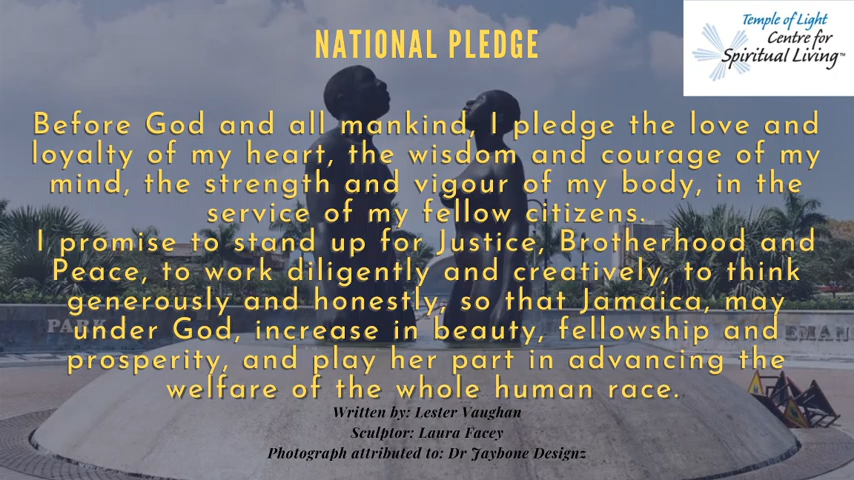 Temple of Light
Centre for
Spiritual Living™
NATIONAL PLEDGE
Before God and all mankind, I pledge the love and
loyalty of my heart, the wisdom and courage of my
mind, the strength and vigour of my body, in the
service of my fellow citizens.
I promise to stand up for Justice, Brotherhood and
Peace, to work diligently and creatively, to think
generously and honestly, so that Jamaica, may
under God, increase in beauty, fellowship and
prosperity, and play her part in advancing the
welfare of the whole human race.
PARK
EMAN
Written by: Lester Vaughan
Sculptor: Laura Facey
Photograph attributed to: Dr Jaybone Designz